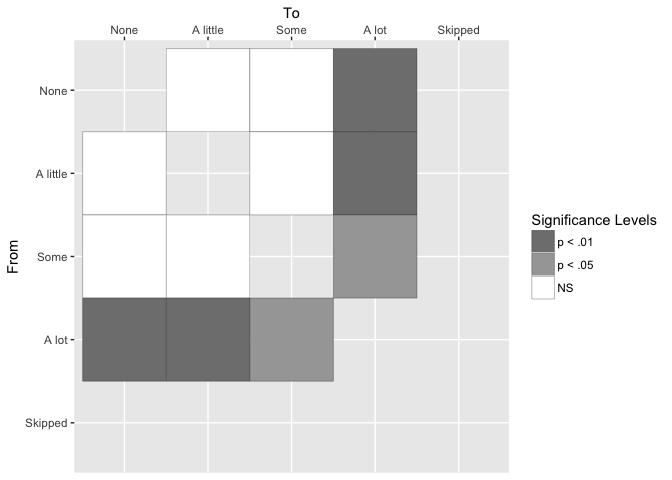 To
None A little Some A lot Skipped
None
A little
Some
A lot
Skipped
From
Significance Levels
p < .01
p < .05
NS